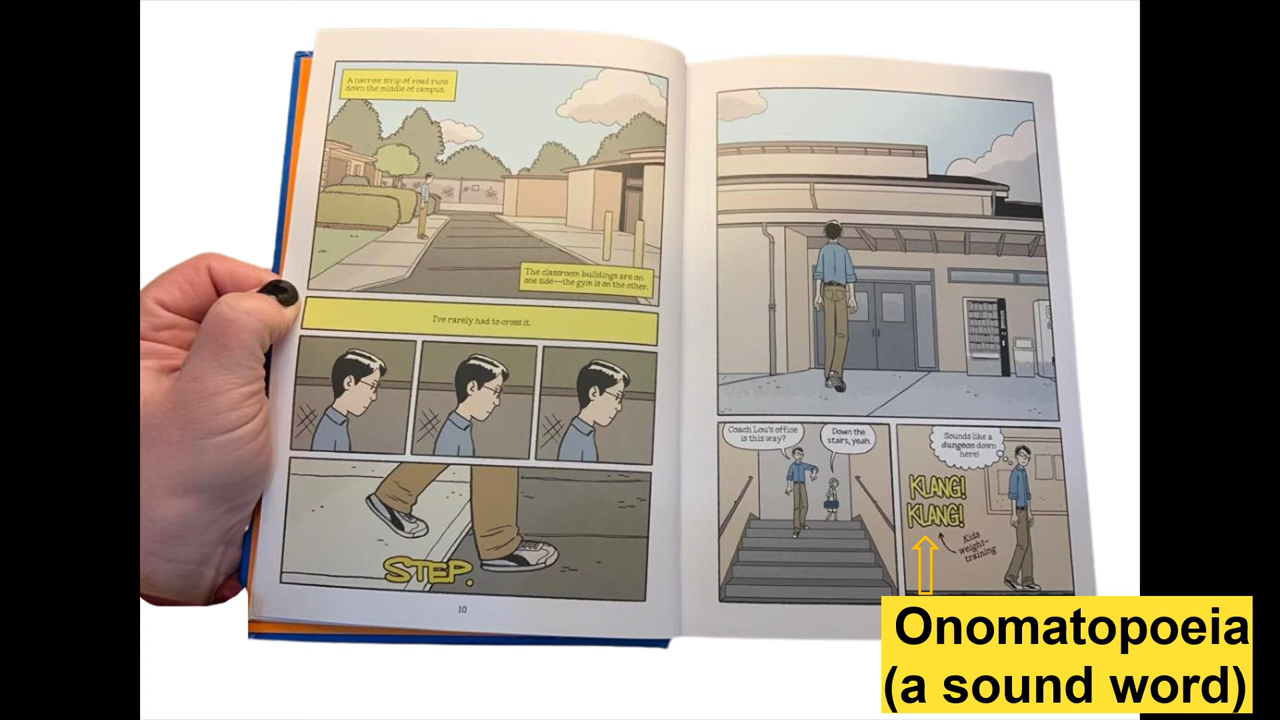 A narrow strip of road runs
down the middle of campus.
The classroom buildings are on
one side--the gym is on the other.
I've rarely had to cross it.
STEP.
10
Coach Lou's office
is this way?
Down the
stairs, yeah.
Sounds like a
dungeon down
here!
KLANG!
KLANG!
Kids
weight-
training
Onomatopoeia
(a sound word)